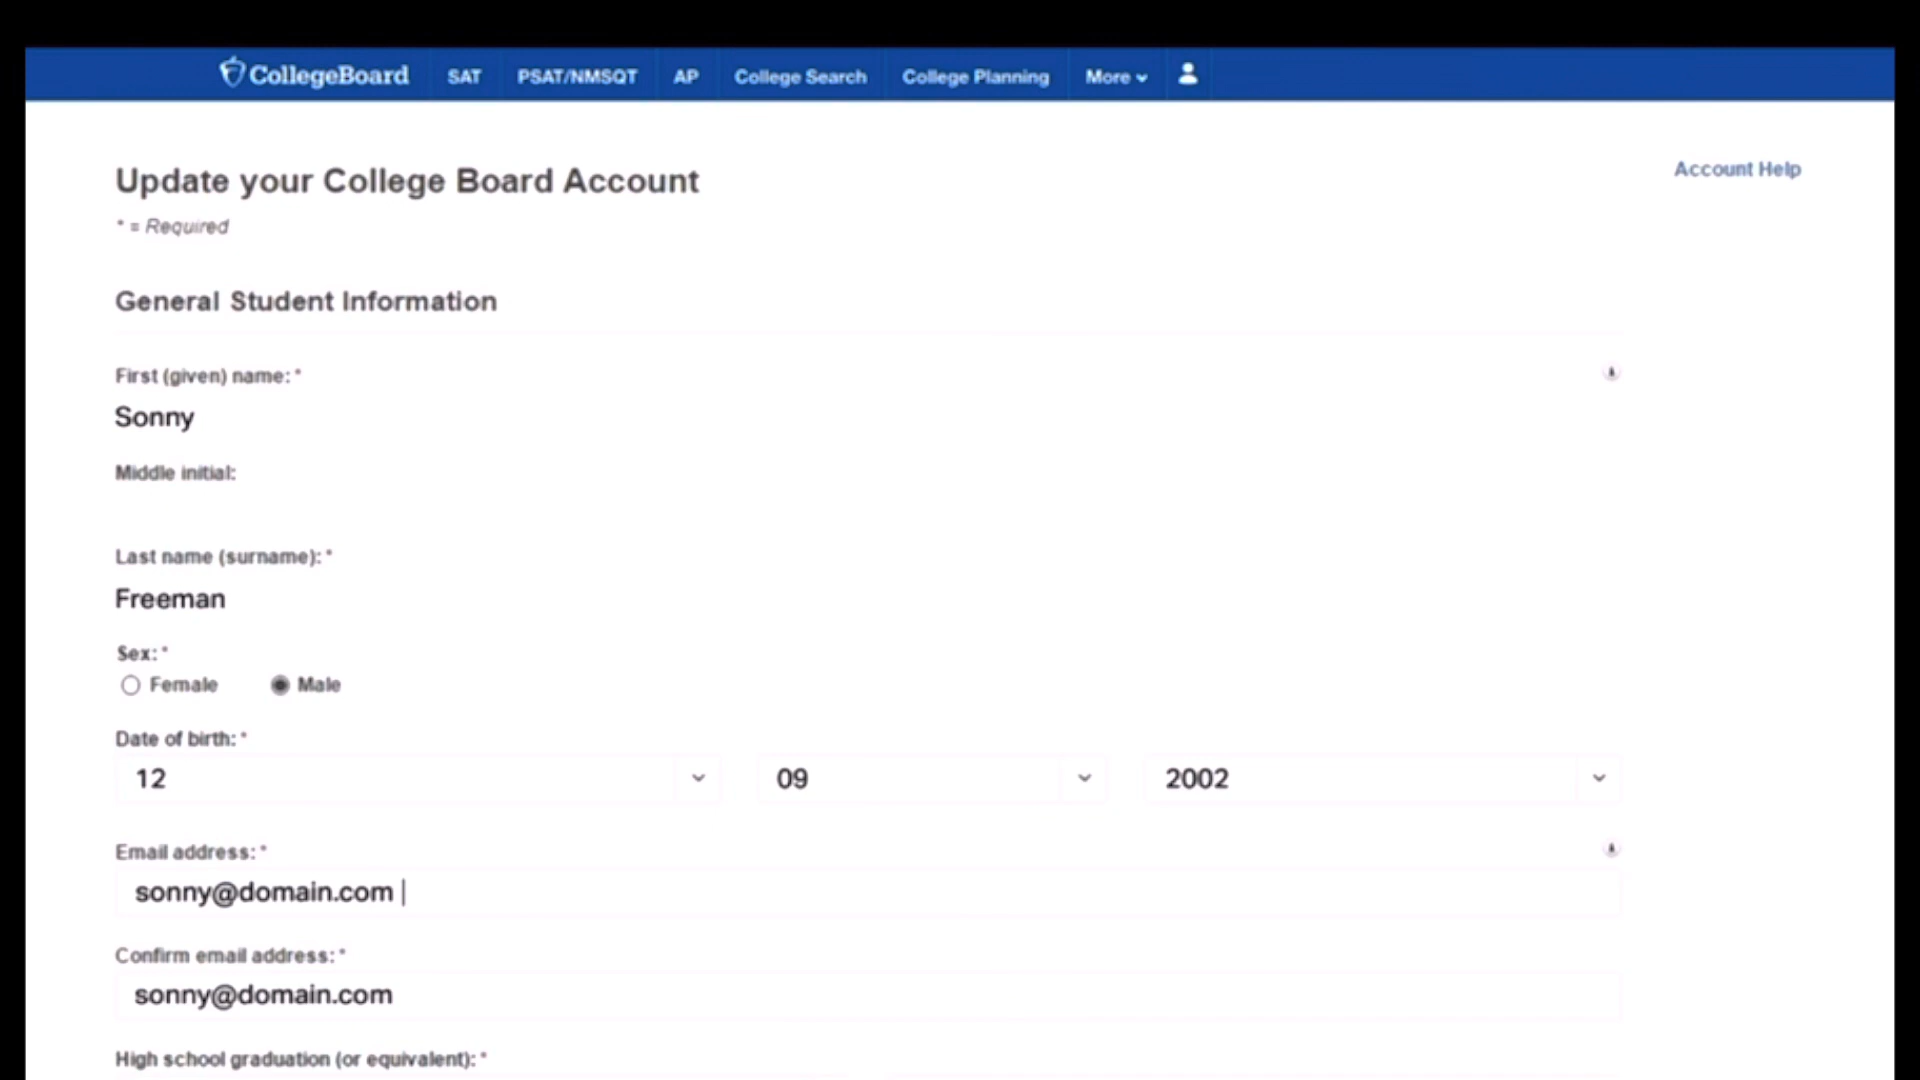 CollegeBoard SAT PSAT/NMSQT AP College Search College Planning More
Update your College Board Account
Account Help
* = Required
General Student Information
First (given) name: *
Sonny
Middle initial:
Last name (surname): *
Freeman
Sex: *
Female Male
Date of birth: *
12 09 2002
Email address: *
sonny@domain.com
Confirm email address: *
sonny@domain.com
High school graduation (or equivalent): *